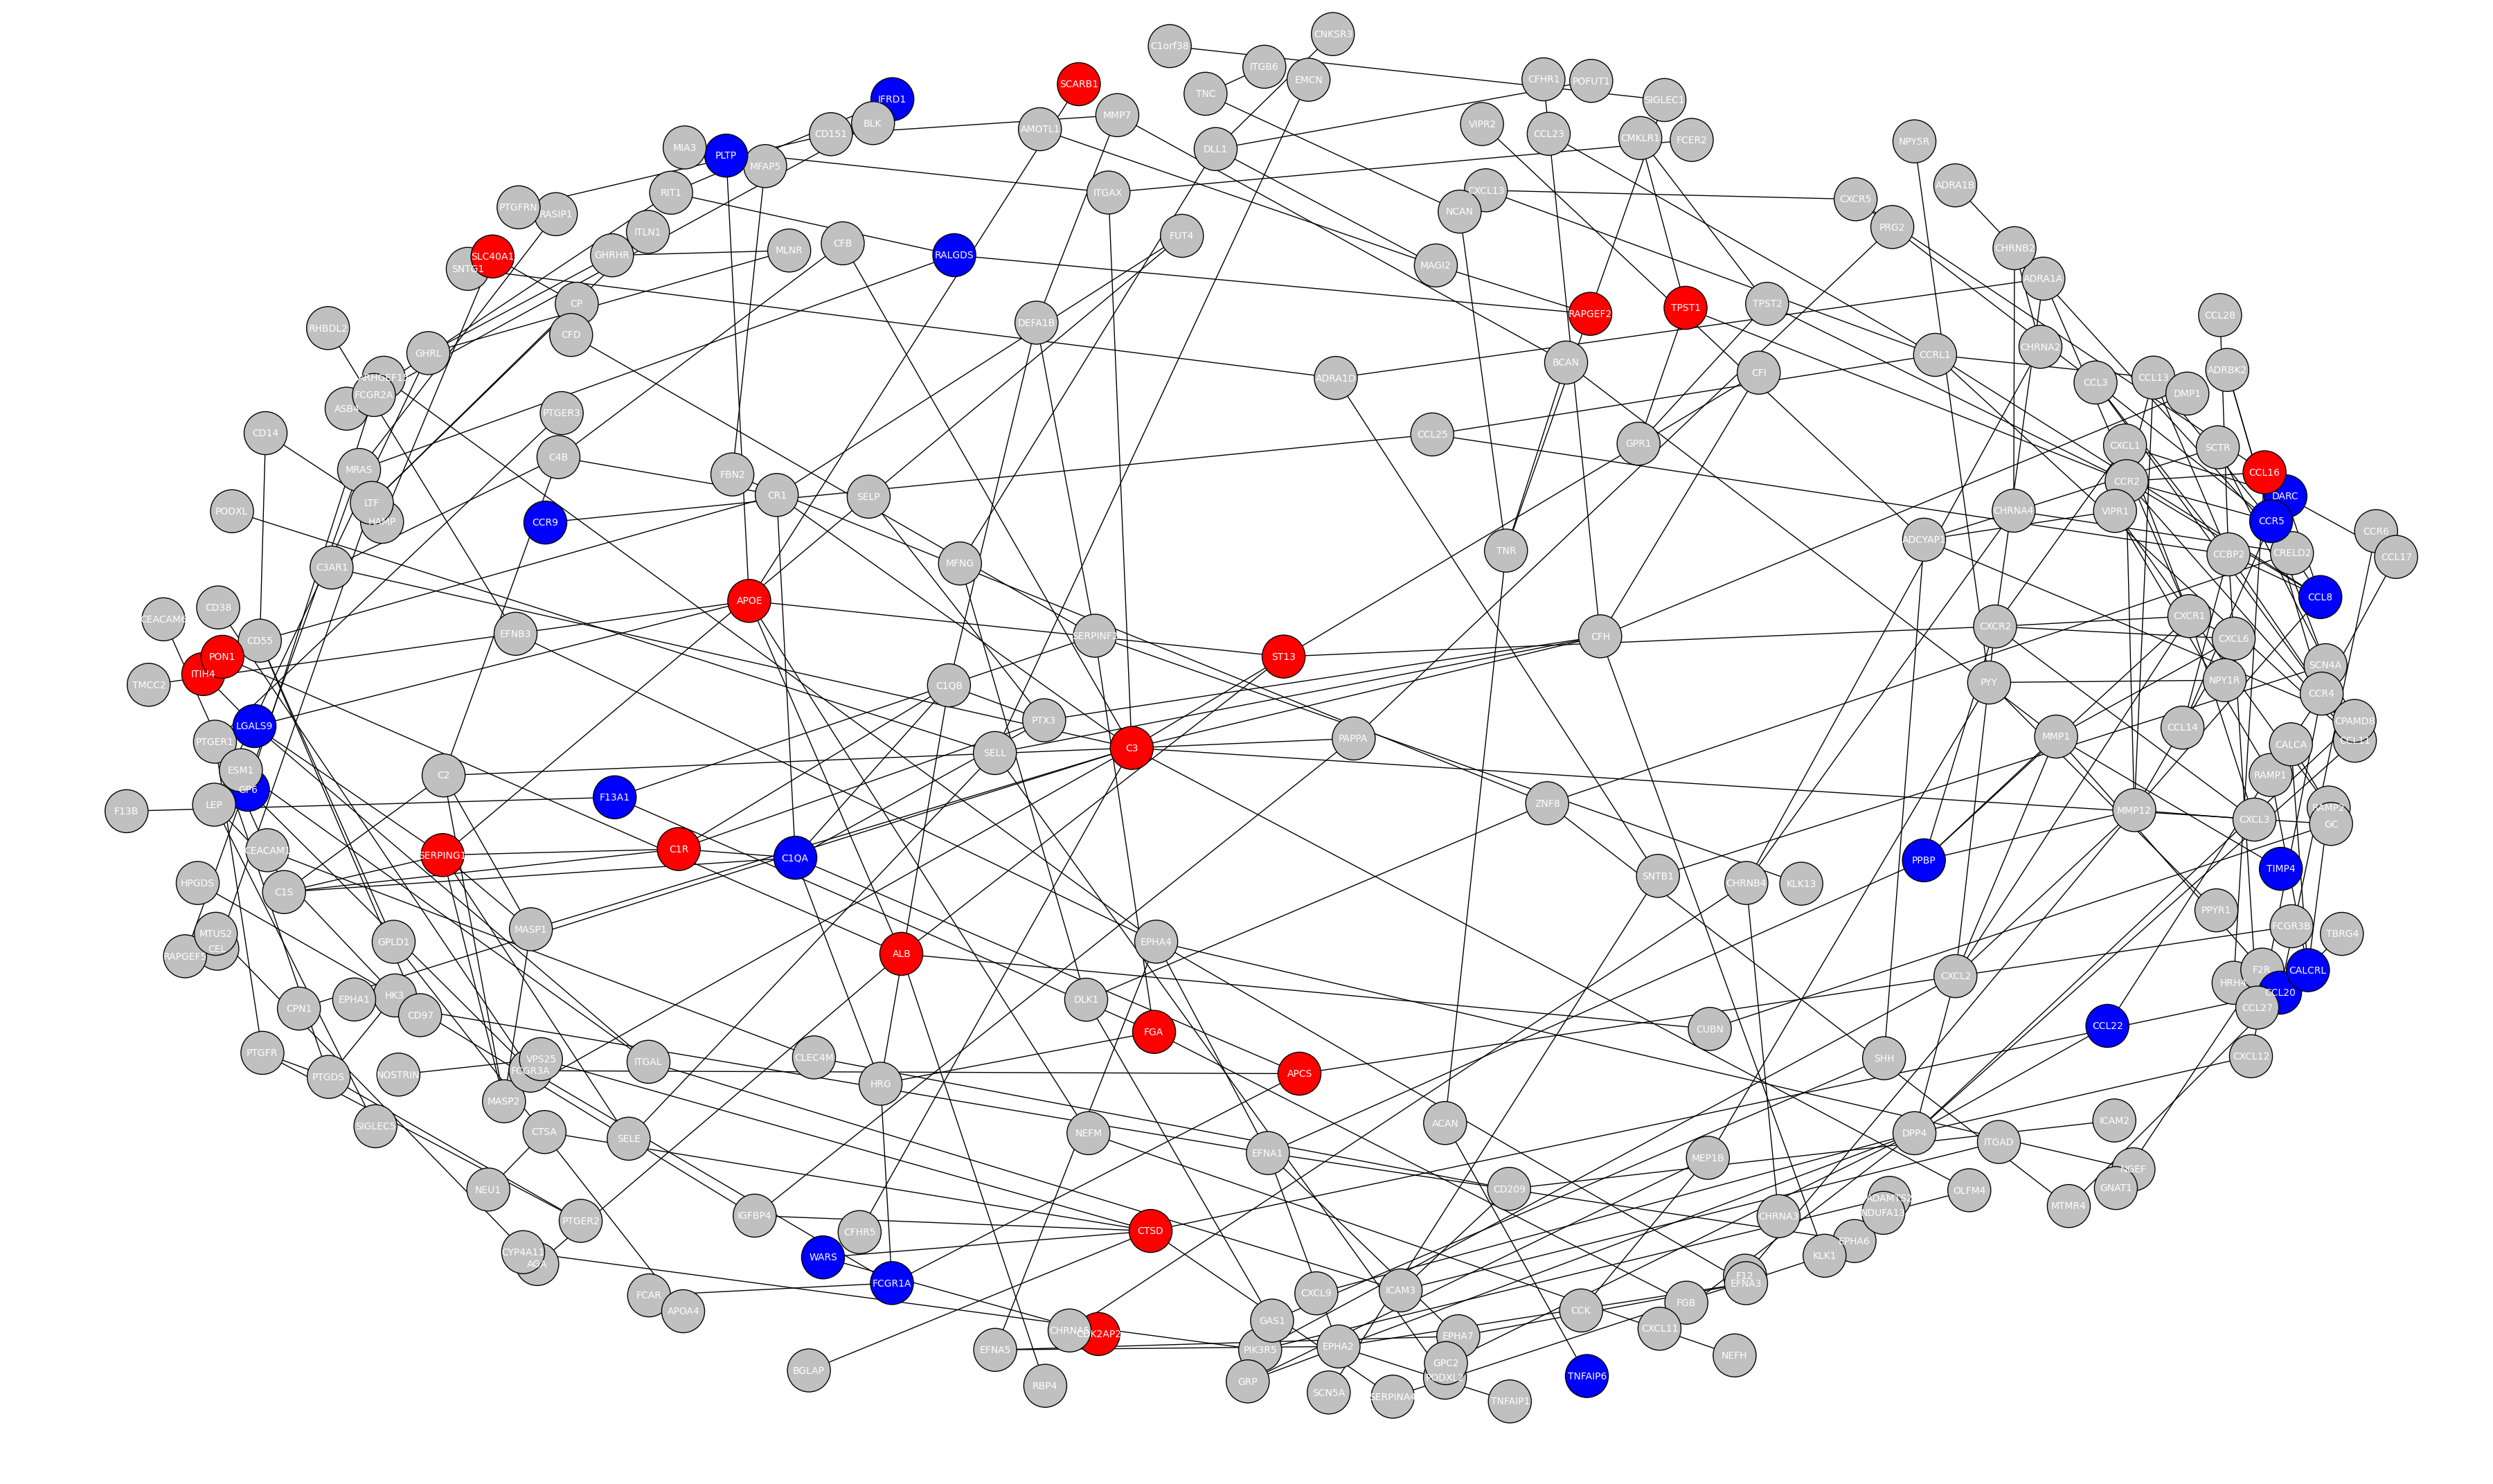 CNKSR3
C1orf38
ITGB6
EMCN
CFHR1
POFUT1
SCARB1
TNC
IFRD1
SIGLEC1
MMP7
BLK
VIPR2
AMOTL1
CD151
CCL23
CMKLR1
FCER2
NPY5R
MIA3
DLL1
PLTP
MFAP5
ADRA1B
RIT1
ITGAX
CXCL13
CXCR5
PTGFRN
RASIP1
NCAN
PRG2
ITLN1
FUT4
CFB
MLNR
CHRNB2
GHRHR
RALGDS
SLC40A1
SNTG1
MAGI2
ADRA1A
CP
TPST2
TPST1
RAPGEF2
CCL28
DEFA1B
RHBDL2
CFD
CHRNA2
GHRL
CCRL1
BCAN
ADRBK2
CFI
ADRA1D
CCL13
CCL3
FCGR2A
DMP1
ASB4
PTGER3
CD14
CCL25
GPR1
CXCL1
SCTR
C4B
MRAS
CCL16
FBN2
CCR2
CR1
SELP
DARC
LTF
PODXL
CHRNA4
VIPR1
HAMP
CCR9
CCR5
CCR6
ADCYAP1
TNR
CRELD2
CCBP2
CCL17
MFNG
C3AR1
CCL8
APOE
CD38
CXCR1
CEACAM6
CXCR2
EFNB3
SERPINF2
CFH
CXCL6
CD55
PON1
ST13
SCN4A
ITIH4
NPY1R
PYY
TMCC2
C1QB
CCR4
PTX3
CPAMD8
LGALS9
CCL14
MMP1
PAPPA
PTGER1
CCL11
CALCA
C3
SELL
ESM1
C2
RAMP1
GP6
F13A1
LEP
ZNF8
RAMP2
F13B
MMP12
CXCL3
GC
CEACAM1
C1R
SERPING1
C1QA
PPBP
TIMP4
SNTB1
HPGDS
CHRNB4
KLK13
C1S
PPYR1
FCGR3B
MASP1
MTUS2
TBRG4
GPLD1
EPHA4
CEL
ALB
RAPGEF5
F2R
CALCRL
CXCL2
HRH4
CCL20
HK3
EPHA1
DLK1
CPN1
CCL27
CD97
CCL22
CUBN
FGA
PTGFR
CXCL12
CLEC4M
SHH
VPS25
ITGAL
FCGR3A
NOSTRIN
APCS
PTGDS
HRG
MASP2
ICAM2
ACAN
SIGLEC5
CTSA
NEFM
DPP4
SELE
ITGAD
EFNA1
MEP1B
NGEF
CD209
NEU1
GNAT1
OLFM4
ADAMTS2
MTMR4
NDUFA13
IGFBP4
CHRNA3
PTGER2
CFHR5
CTSD
EPHA6
CYP4A11
KLK1
WARS
AGA
F12
FCGR1A
EFNA3
ICAM3
CXCL9
FCAR
FGB
APOA4
CCK
GAS1
CXCL11
CHRNA5
CDK2AP2
EPHA7
EPHA2
EFNA5
PIK3R5
NEFH
GPC2
BGLAP
TNFAIP6
GRP
RBP4
SCN5A
SERPINA4
TNFAIP1